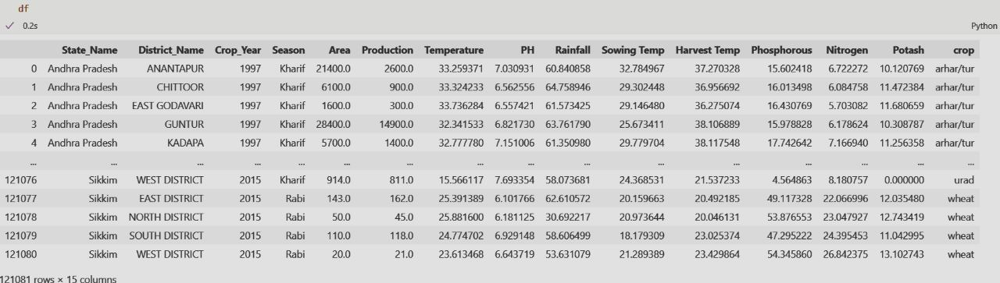 df
0.2s Python
State_Name District_Name Crop_Year Season Area Production Temperature PH Rainfall Sowing Temp Harvest Temp Phosphorous Nitrogen Potash crop
0 Andhra Pradesh ANANTAPUR 1997 Kharif 21400.0 2600.0 33.259371 7.030931 60.840858 32.784967 37.270328 15.602418 6.722272 10.120769 arhar/tur
1 Andhra Pradesh CHITTOOR 1997 Kharif 6100.0 900.0 33.324233 6.562556 64.758946 29.302448 36.956692 16.013498 6.084758 11.472384 arhar/tur
2 Andhra Pradesh EAST GODAVARI 1997 Kharif 1600.0 300.0 33.736284 6.557421 61.573425 29.146480 36.275074 16.430769 5.703082 11.680659 arhar/tur
3 Andhra Pradesh GUNTUR 1997 Kharif 28400.0 14900.0 32.341533 6.821730 63.761790 25.673411 38.106889 15.978828 6.178624 10.308787 arhar/tur
4 Andhra Pradesh KADAPA 1997 Kharif 5700.0 1400.0 32.777780 7.151006 61.350980 29.779704 38.117548 17.742642 7.166940 11.256358 arhar/tur
... ... ... ... ... ... ... ... ... ... ... ... ... ... ... ...
121076 Sikkim WEST DISTRICT 2015 Kharif 914.0 811.0 15.566117 7.693354 58.073681 24.368531 21.537233 4.564863 8.180757 0.000000 urad
121077 Sikkim EAST DISTRICT 2015 Rabi 143.0 162.0 25.391389 6.101766 62.610572 20.159663 20.492185 49.117328 22.066996 12.035480 wheat
121078 Sikkim NORTH DISTRICT 2015 Rabi 50.0 45.0 25.881600 6.181125 30.692217 20.973644 20.046131 53.876553 23.047927 12.743419 wheat
121079 Sikkim SOUTH DISTRICT 2015 Rabi 110.0 118.0 24.774702 6.929148 58.606499 18.179309 23.025374 47.295222 24.395453 11.042995 wheat
121080 Sikkim WEST DISTRICT 2015 Rabi 20.0 21.0 23.613468 6.643719 53.631079 21.289389 23.429864 54.345860 26.842375 13.102743 wheat
121081 rows × 15 columns